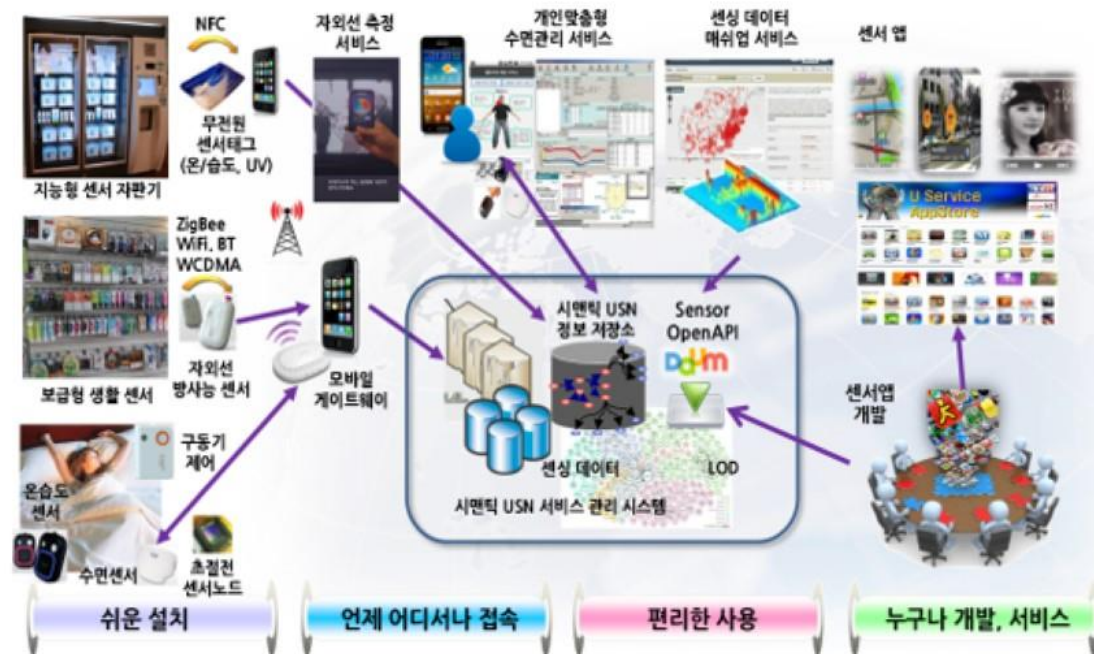 NFC
무전원
센서태그
(온/습도, UV)
지능형 센서 자판기
자외선 측정
서비스
개인맞춤형
수면관리 서비스
센싱 데이터
매쉬업 서비스
센서 앱
U Service
AppStore
ZigBee
WiFi, BT
WCDMA
자외선
방사능 센서
보급형 생활 센서
모바일
게이트웨이
시맨틱 USN
정보 저장소
Sensor
OpenAPI
Daum
센싱 데이터
LOD
시맨틱 USN 서비스 관리 시스템
센서앱
개발
구동기
제어
온습도
센서
수면센서
초절전
센서노드
쉬운 설치
언제 어디서나 접속
편리한 사용
누구나 개발, 서비스